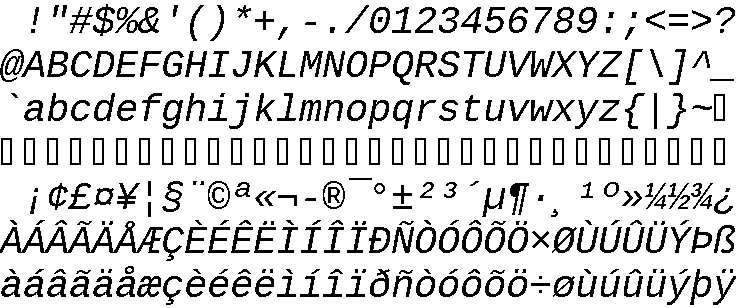 !"#$%&'()*+,-./0123456789:;<=>?
@ABCDEFGHIJKLMNOPQRSTUVWXYZ[\]^_
`abcdefghijklmnopqrstuvwxyz{|}~
¡¢£¤¥¦§¨©ª«¬-®¯°±²³´µ¶·¸¹º»¼½¾¿
ÀÁÂÃÄÅÆÇÈÉÊËÌÍÎÏÐÑÒÓÔÕÖ×ØÙÚÛÜÝÞß
àáâãäåæçèéêëìíîïðñòóôõö÷øùúûüýþÿ